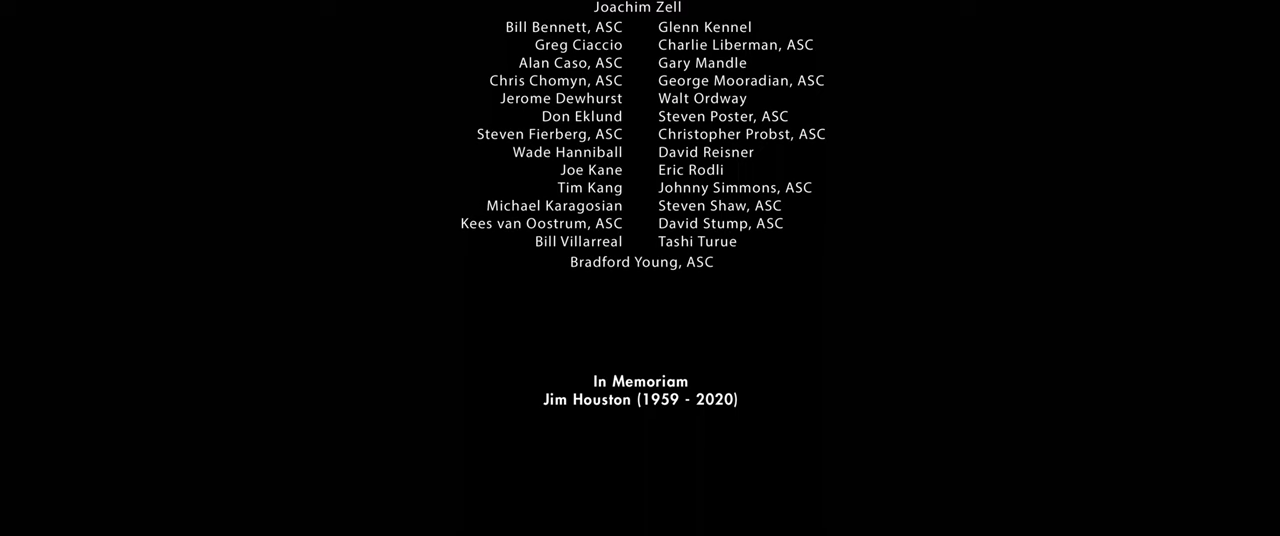 Joachim Zell
Bill Bennett, ASC Glenn Kennel
Greg Ciaccio Charlie Liberman, ASC
Alan Caso, ASC Gary Mandle
Chris Chomyn, ASC George Mooradian, ASC
Jerome Dewhurst Walt Ordway
Don Eklund Steven Poster, ASC
Steven Fierberg, ASC Christopher Probst, ASC
Wade Hanniball David Reisner
Joe Kane Eric Rodli
Tim Kang Johnny Simmons, ASC
Michael Karagosian Steven Shaw, ASC
Kees van Oostrum, ASC David Stump, ASC
Bill Villarreal Tashi Turue
Bradford Young, ASC
In Memoriam
Jim Houston (1959 - 2020)